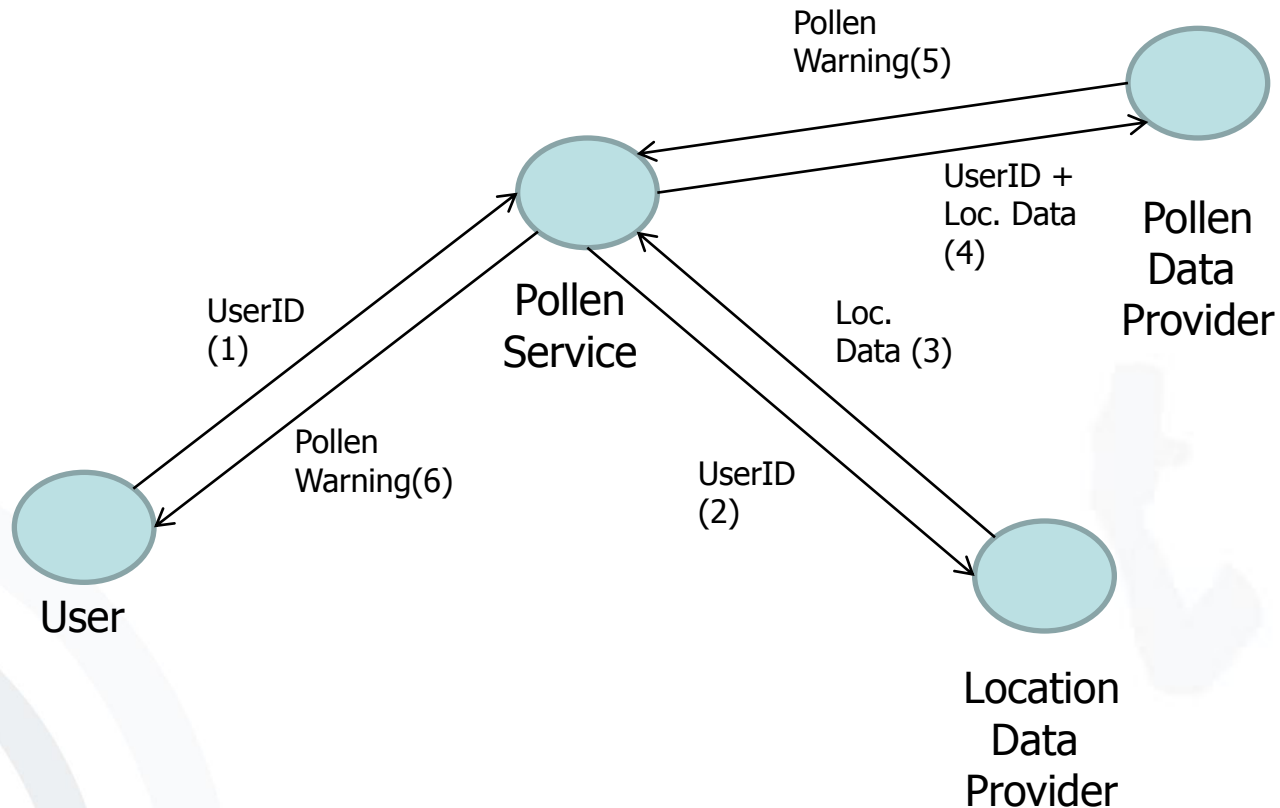 Pollen
Warning(5)
UserID +
Loc. Data
(4)
Pollen
Data
Provider
Pollen
Service
UserID
(1)
Loc.
Data (3)
Pollen
Warning(6)
UserID
(2)
User
Location
Data
Provider